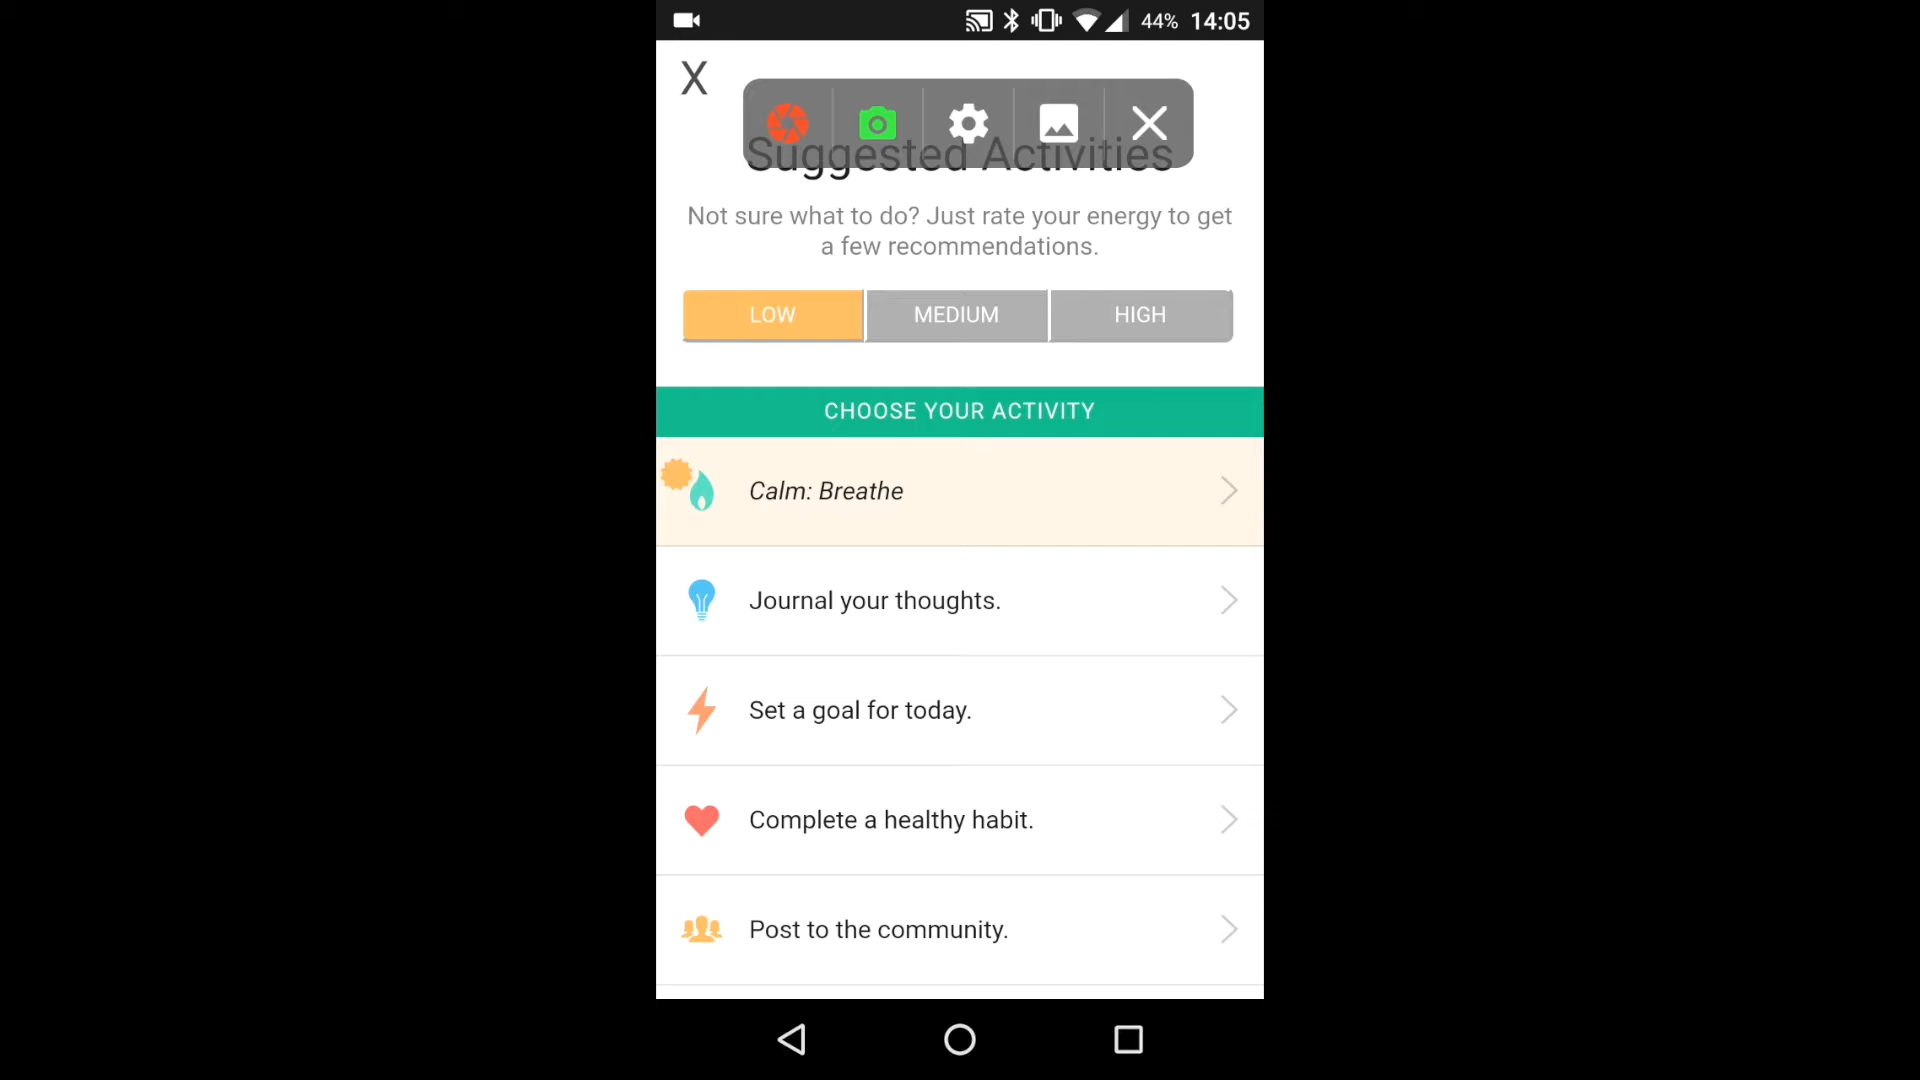 44% 14:05
X
Suggested Activities
Not sure what to do? Just rate your energy to get
a few recommendations.
LOW MEDIUM HIGH
CHOOSE YOUR ACTIVITY
Calm: Breathe
Journal your thoughts.
Set a goal for today.
Complete a healthy habit.
Post to the community.